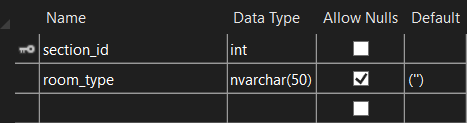 Name Data Type Allow Nulls Default
section_id int
room_type nvarchar(50) ('')